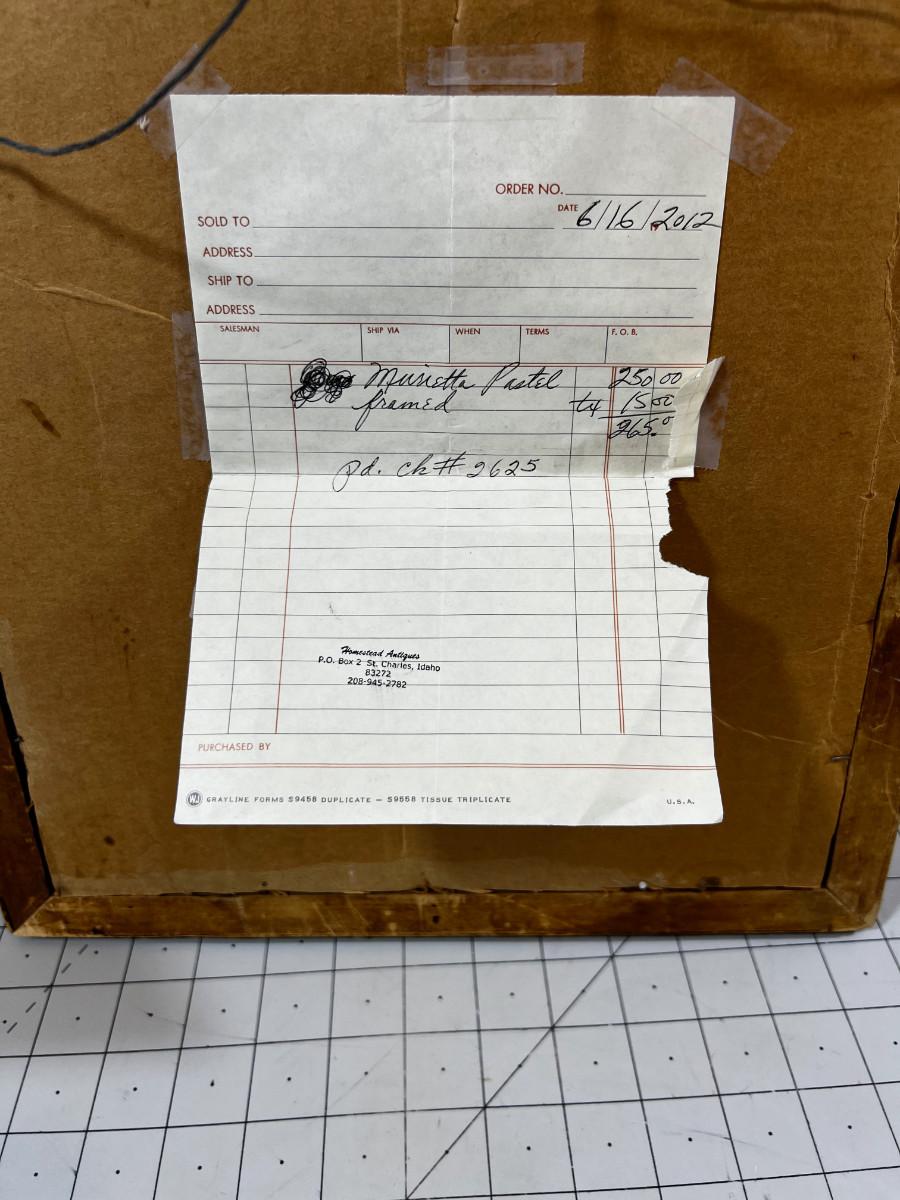 ORDER NO.
DATE 6/16/2012
SOLD TO
ADDRESS
SHIP TO
ADDRESS
SALESMAN SHIP VIA WHEN TERMS F. O. B.
Murietta Pastel 250 00
framed tx 15 00
265.0
pd. ck # 2625
Homestead Antiques
P.O. Box 2 St. Charles, Idaho
83272
208-945-2782
PURCHASED BY
WJ GRAYLINE FORMS S9458 DUPLICATE — S9558 TISSUE TRIPLICATE U.S.A.